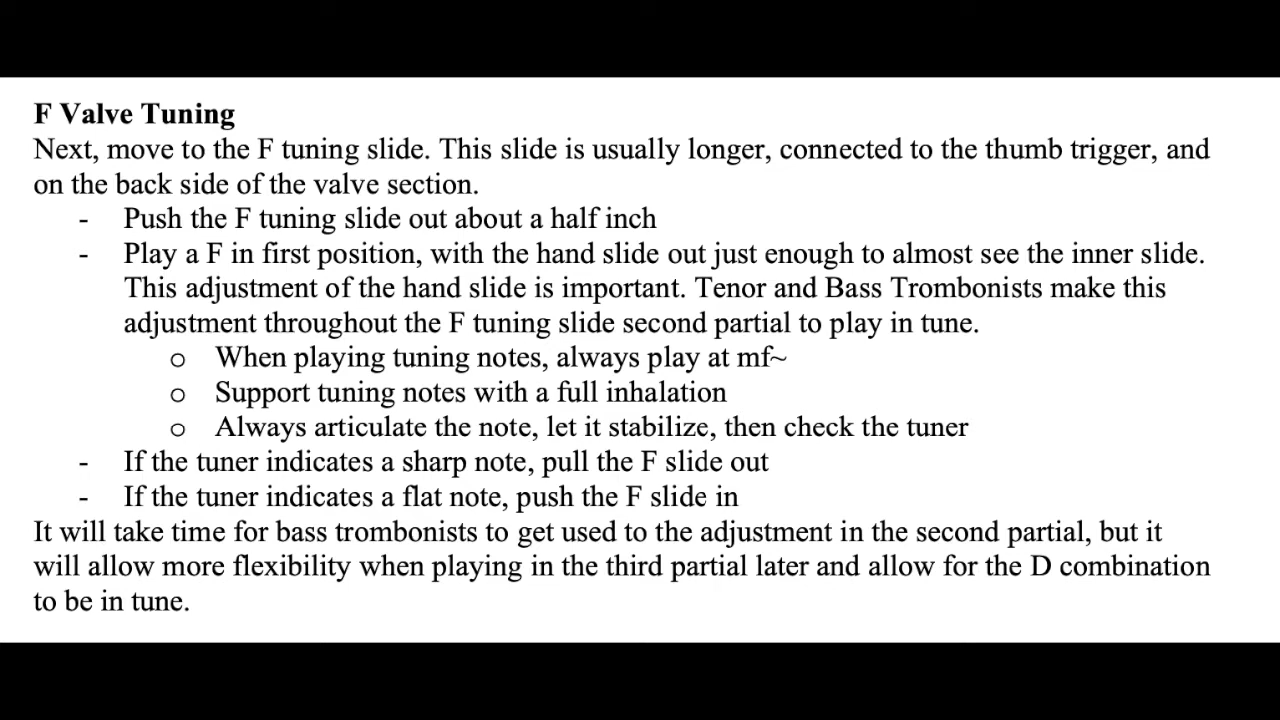 F Valve Tuning
Next, move to the F tuning slide. This slide is usually longer, connected to the thumb trigger, and
on the back side of the valve section.
- Push the F tuning slide out about a half inch
- Play a F in first position, with the hand slide out just enough to almost see the inner slide.
This adjustment of the hand slide is important. Tenor and Bass Trombonists make this
adjustment throughout the F tuning slide second partial to play in tune.
o When playing tuning notes, always play at mf~
o Support tuning notes with a full inhalation
o Always articulate the note, let it stabilize, then check the tuner
- If the tuner indicates a sharp note, pull the F slide out
- If the tuner indicates a flat note, push the F slide in
It will take time for bass trombonists to get used to the adjustment in the second partial, but it
will allow more flexibility when playing in the third partial later and allow for the D combination
to be in tune.